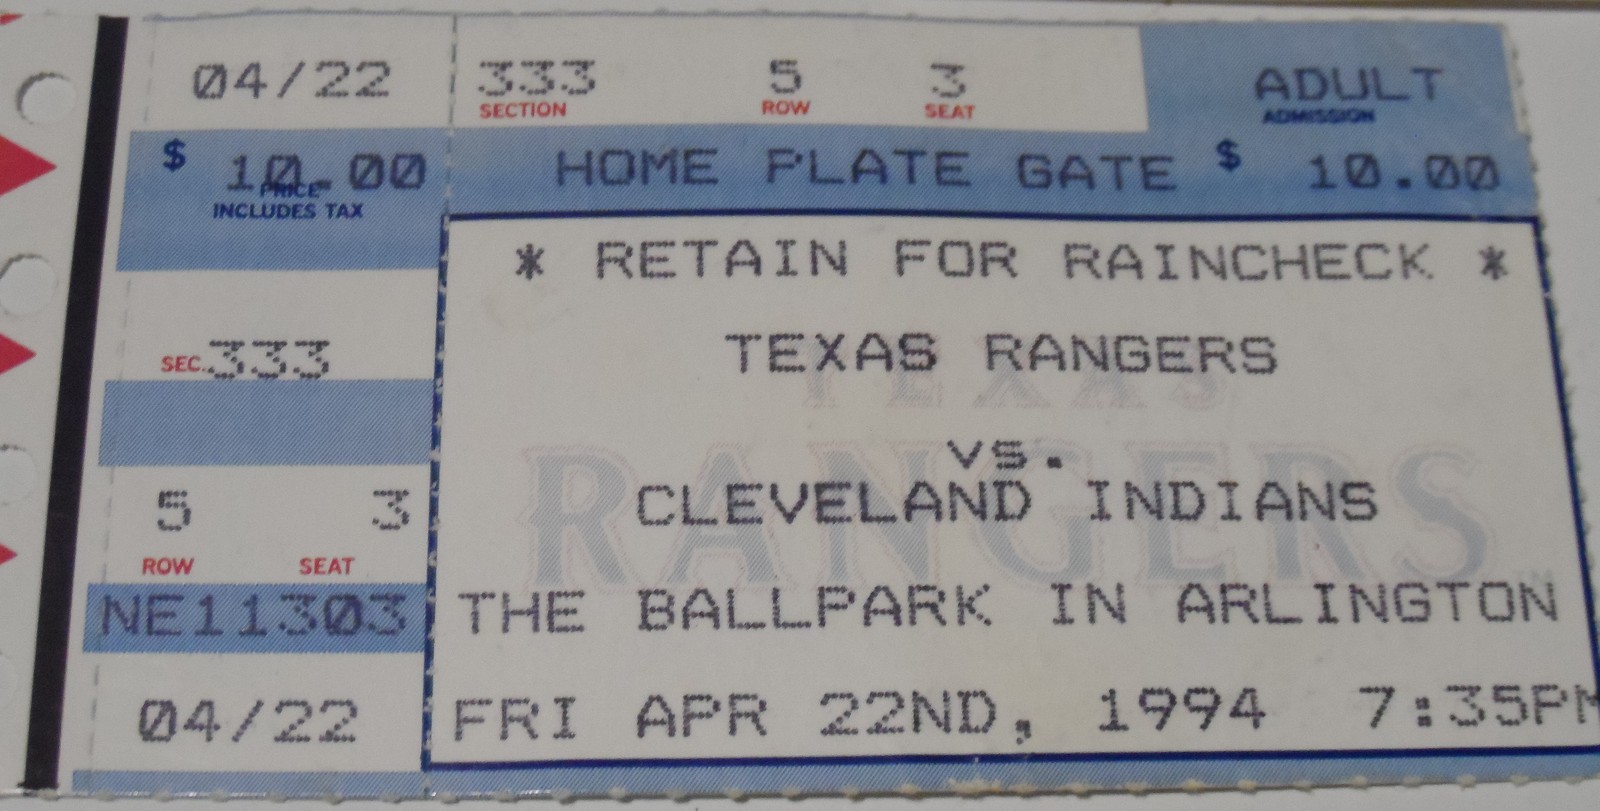 04/22 333 5 3 ADULT
SECTION ROW SEAT ADMISSION
$ 10.00 HOME PLATE GATE $ 10.00
PRICE
INCLUDES TAX
* RETAIN FOR RAINCHECK *
SEC. 333
TEXAS RANGERS
TEXAS
vs.
RANGERS
5 3
CLEVELAND INDIANS
ROW SEAT
NE11303
THE BALLPARK IN ARLINGTON
04/22
FRI APR 22ND, 1994 7:35PM